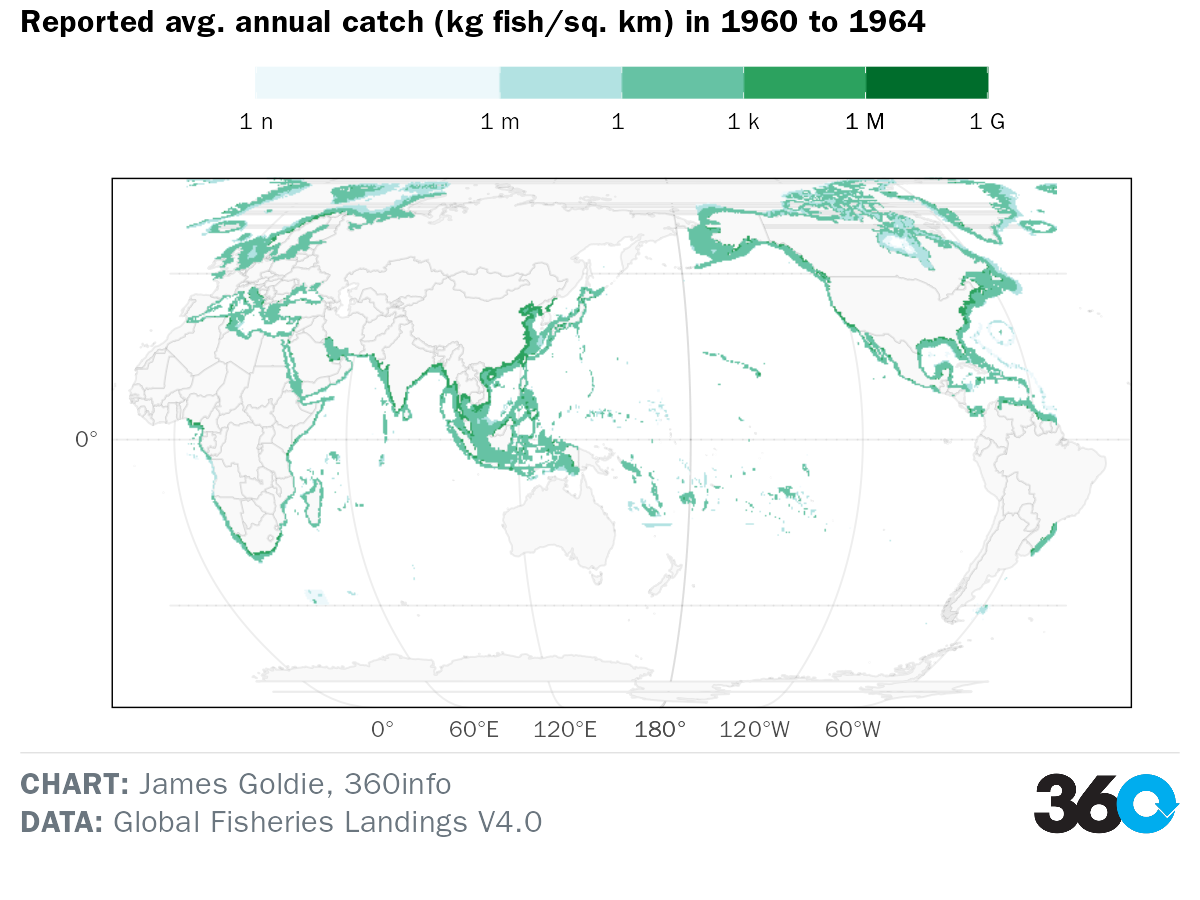 Reported avg. annual catch (kg fish/sq. km) in 1960 to 1964
1 n 1 m 1 1 k 1 M 1 G
0°
0° 60°E 120°E 180° 120°W 60°W
CHART: James Goldie, 360info
DATA: Global Fisheries Landings V4.0
360